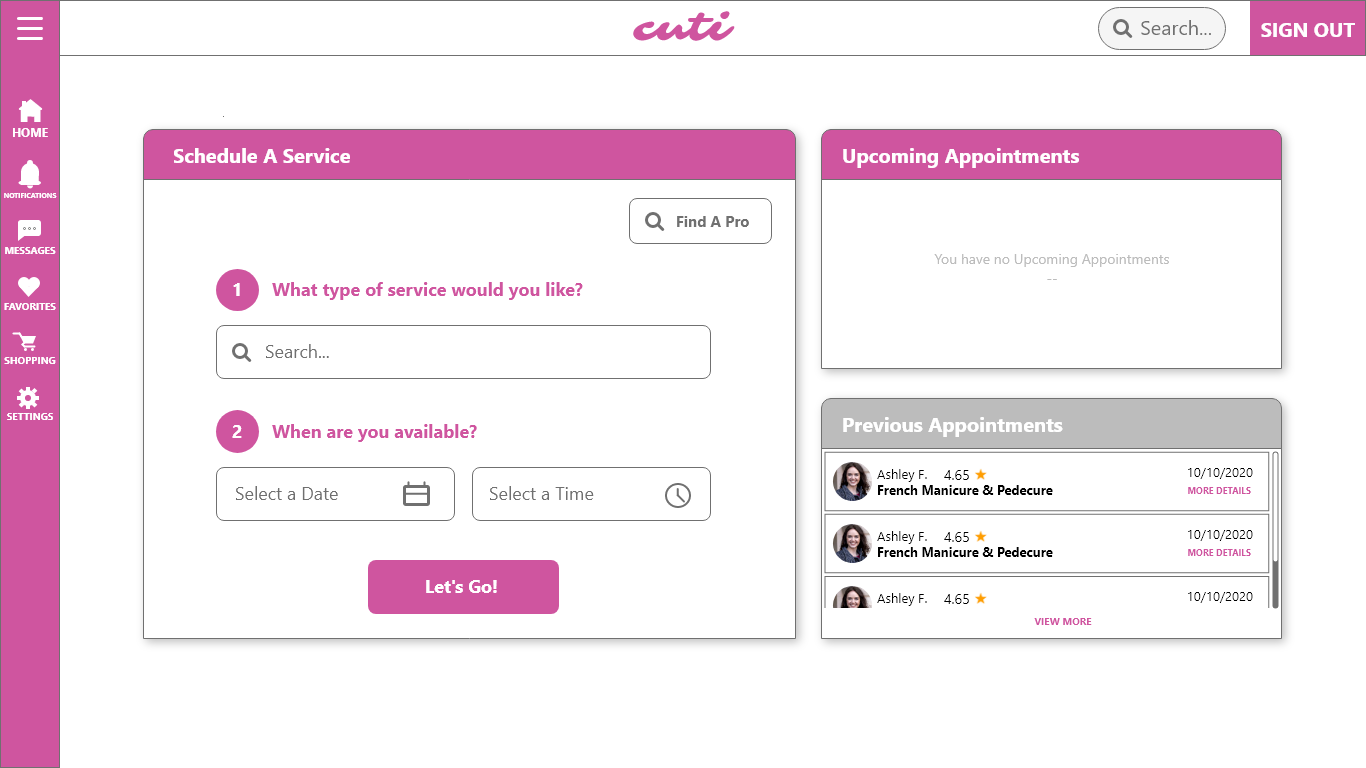 cuti
Search...
SIGN OUT
HOME
NOTIFICATIONS
MESSAGES
FAVORITES
SHOPPING
SETTINGS
Schedule A Service
Find A Pro
1 What type of service would you like?
Search...
2 When are you available?
Select a Date
Select a Time
Let's Go!
Upcoming Appointments
You have no Upcoming Appointments
--
Previous Appointments
Ashley F. 4.65 10/10/2020
French Manicure & Pedecure MORE DETAILS
Ashley F. 4.65 10/10/2020
French Manicure & Pedecure MORE DETAILS
Ashley F. 4.65 10/10/2020
VIEW MORE